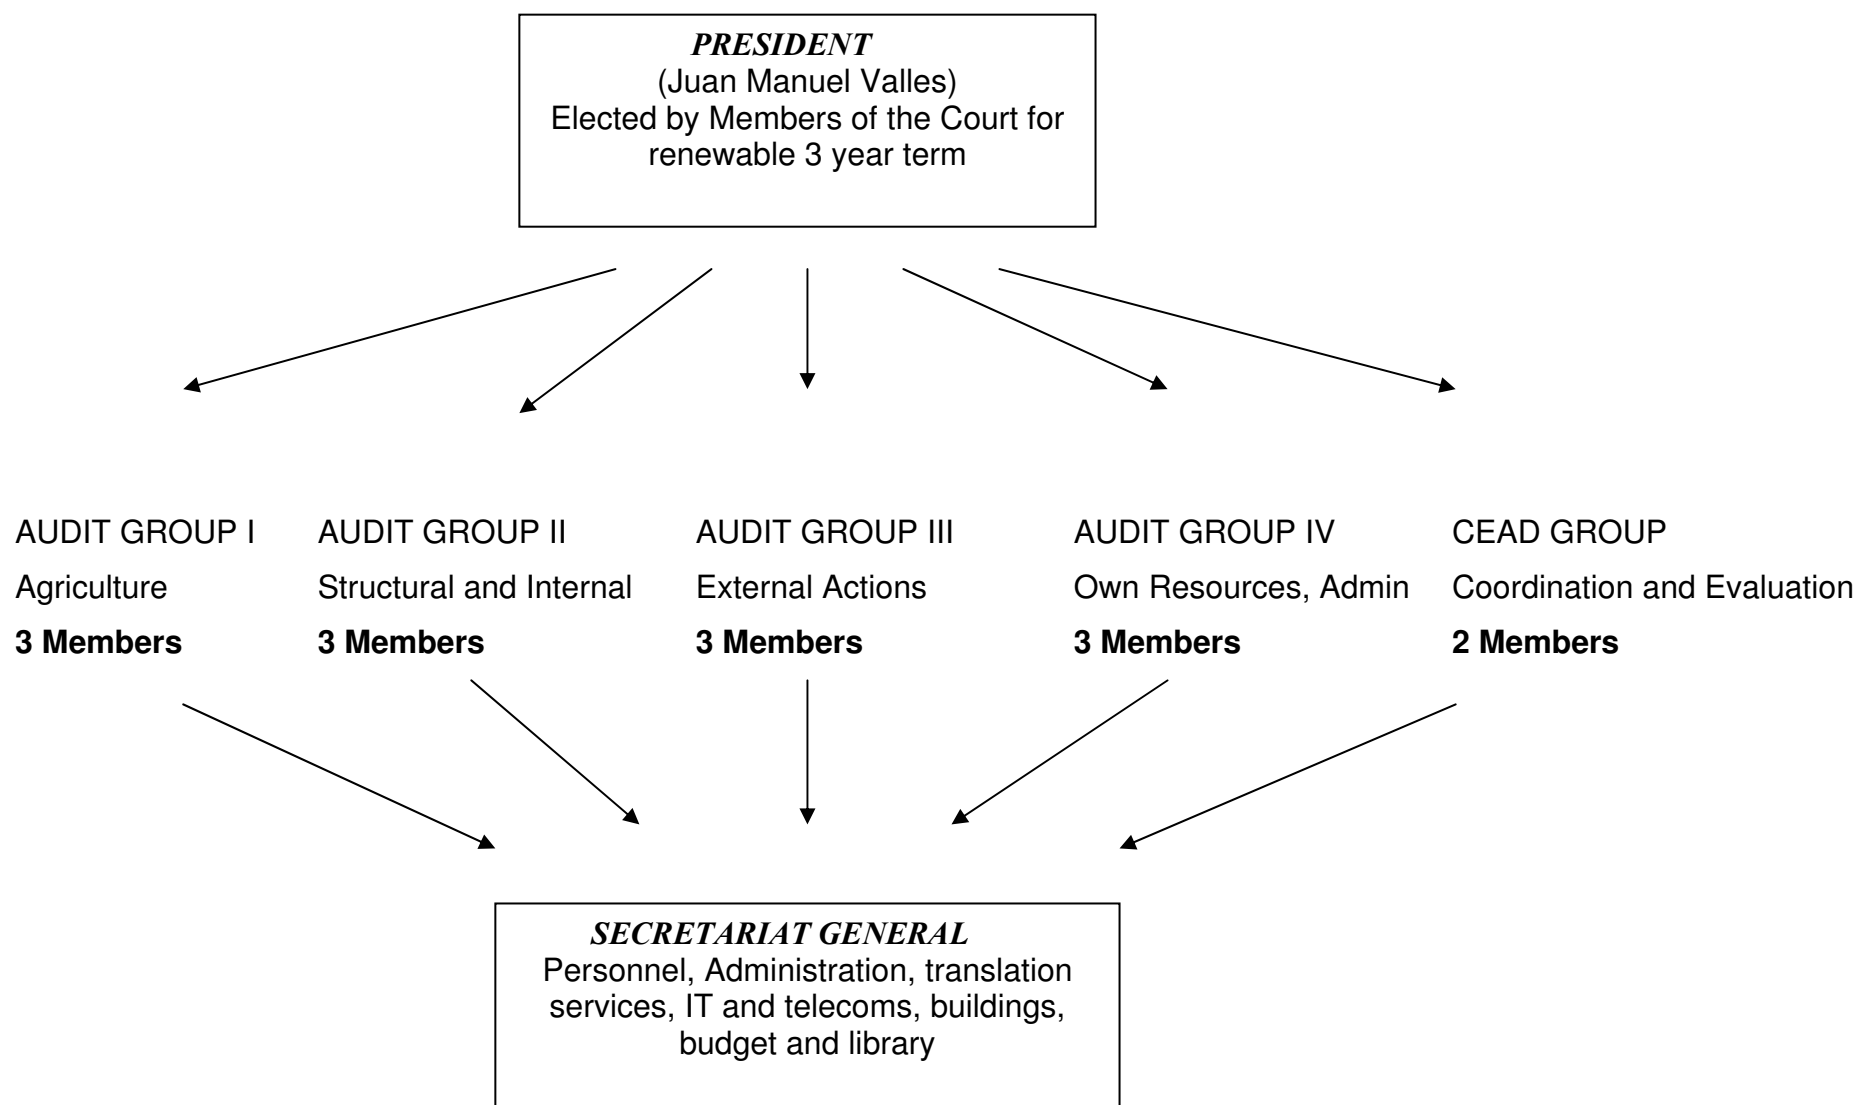 PRESIDENT
(Juan Manuel Valles)
Elected by Members of the Court for
renewable 3 year term
AUDIT GROUP I
Agriculture
3 Members
AUDIT GROUP II
Structural and Internal
3 Members
AUDIT GROUP III
External Actions
3 Members
AUDIT GROUP IV
Own Resources, Admin
3 Members
CEAD GROUP
Coordination and Evaluation
2 Members
SECRETARIAT GENERAL
Personnel, Administration, translation
services, IT and telecoms, buildings,
budget and library